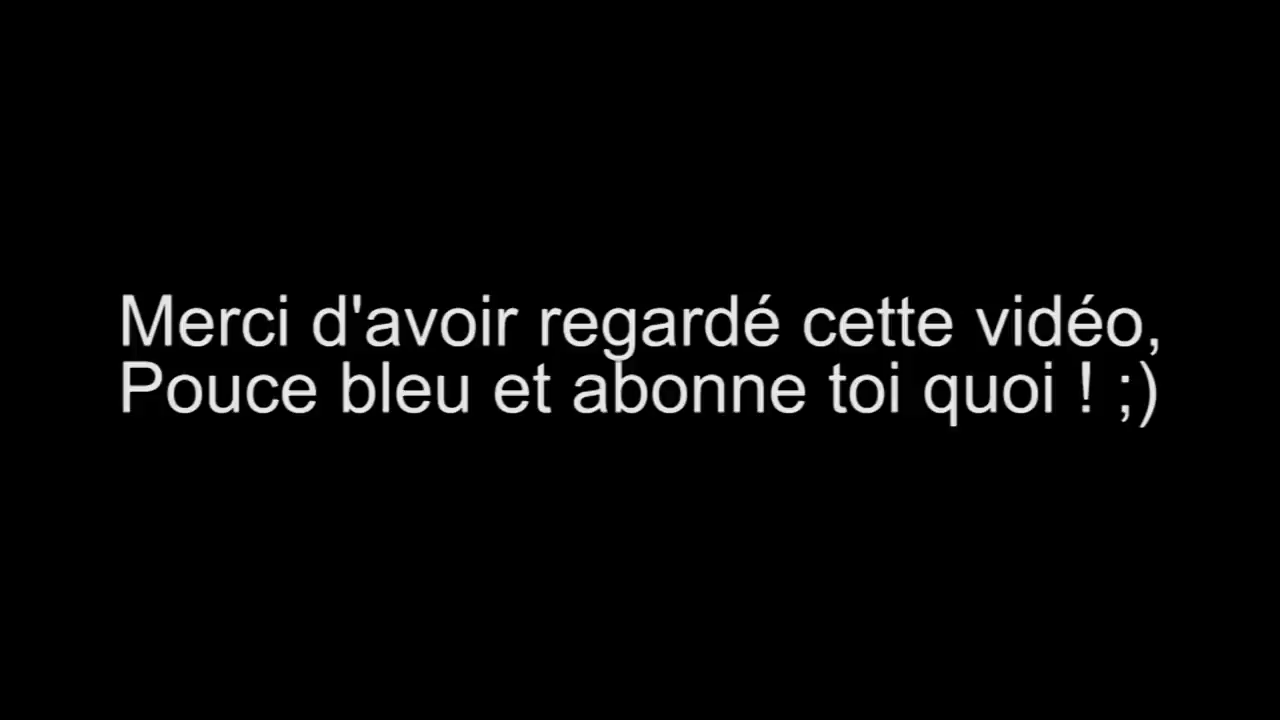 Merci d'avoir regardé cette vidéo,
Pouce bleu et abonne toi quoi ! ;)